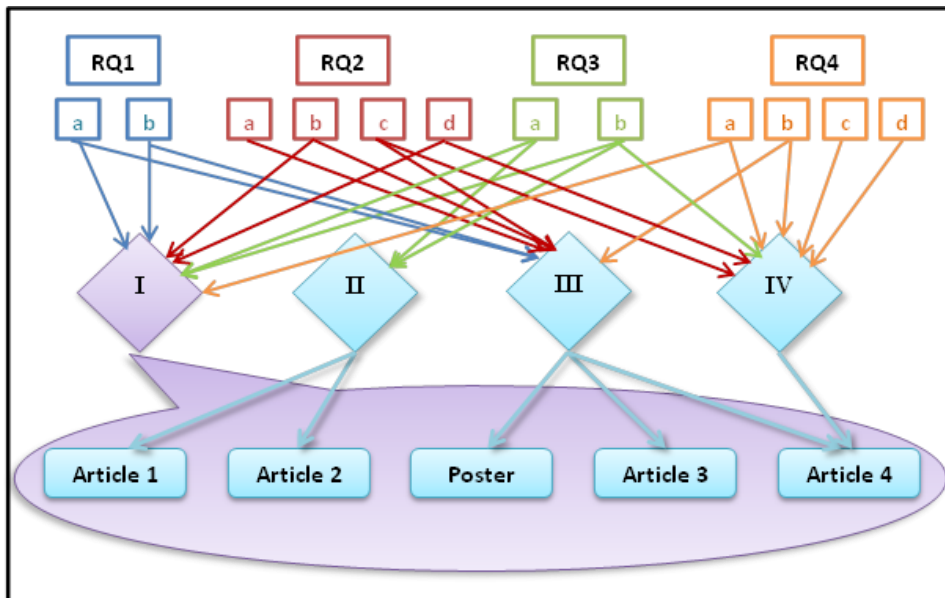 RQ1 RQ2 RQ3 RQ4
a b a b c d a b a b c d
I II III IV
Article 1 Article 2 Poster Article 3 Article 4